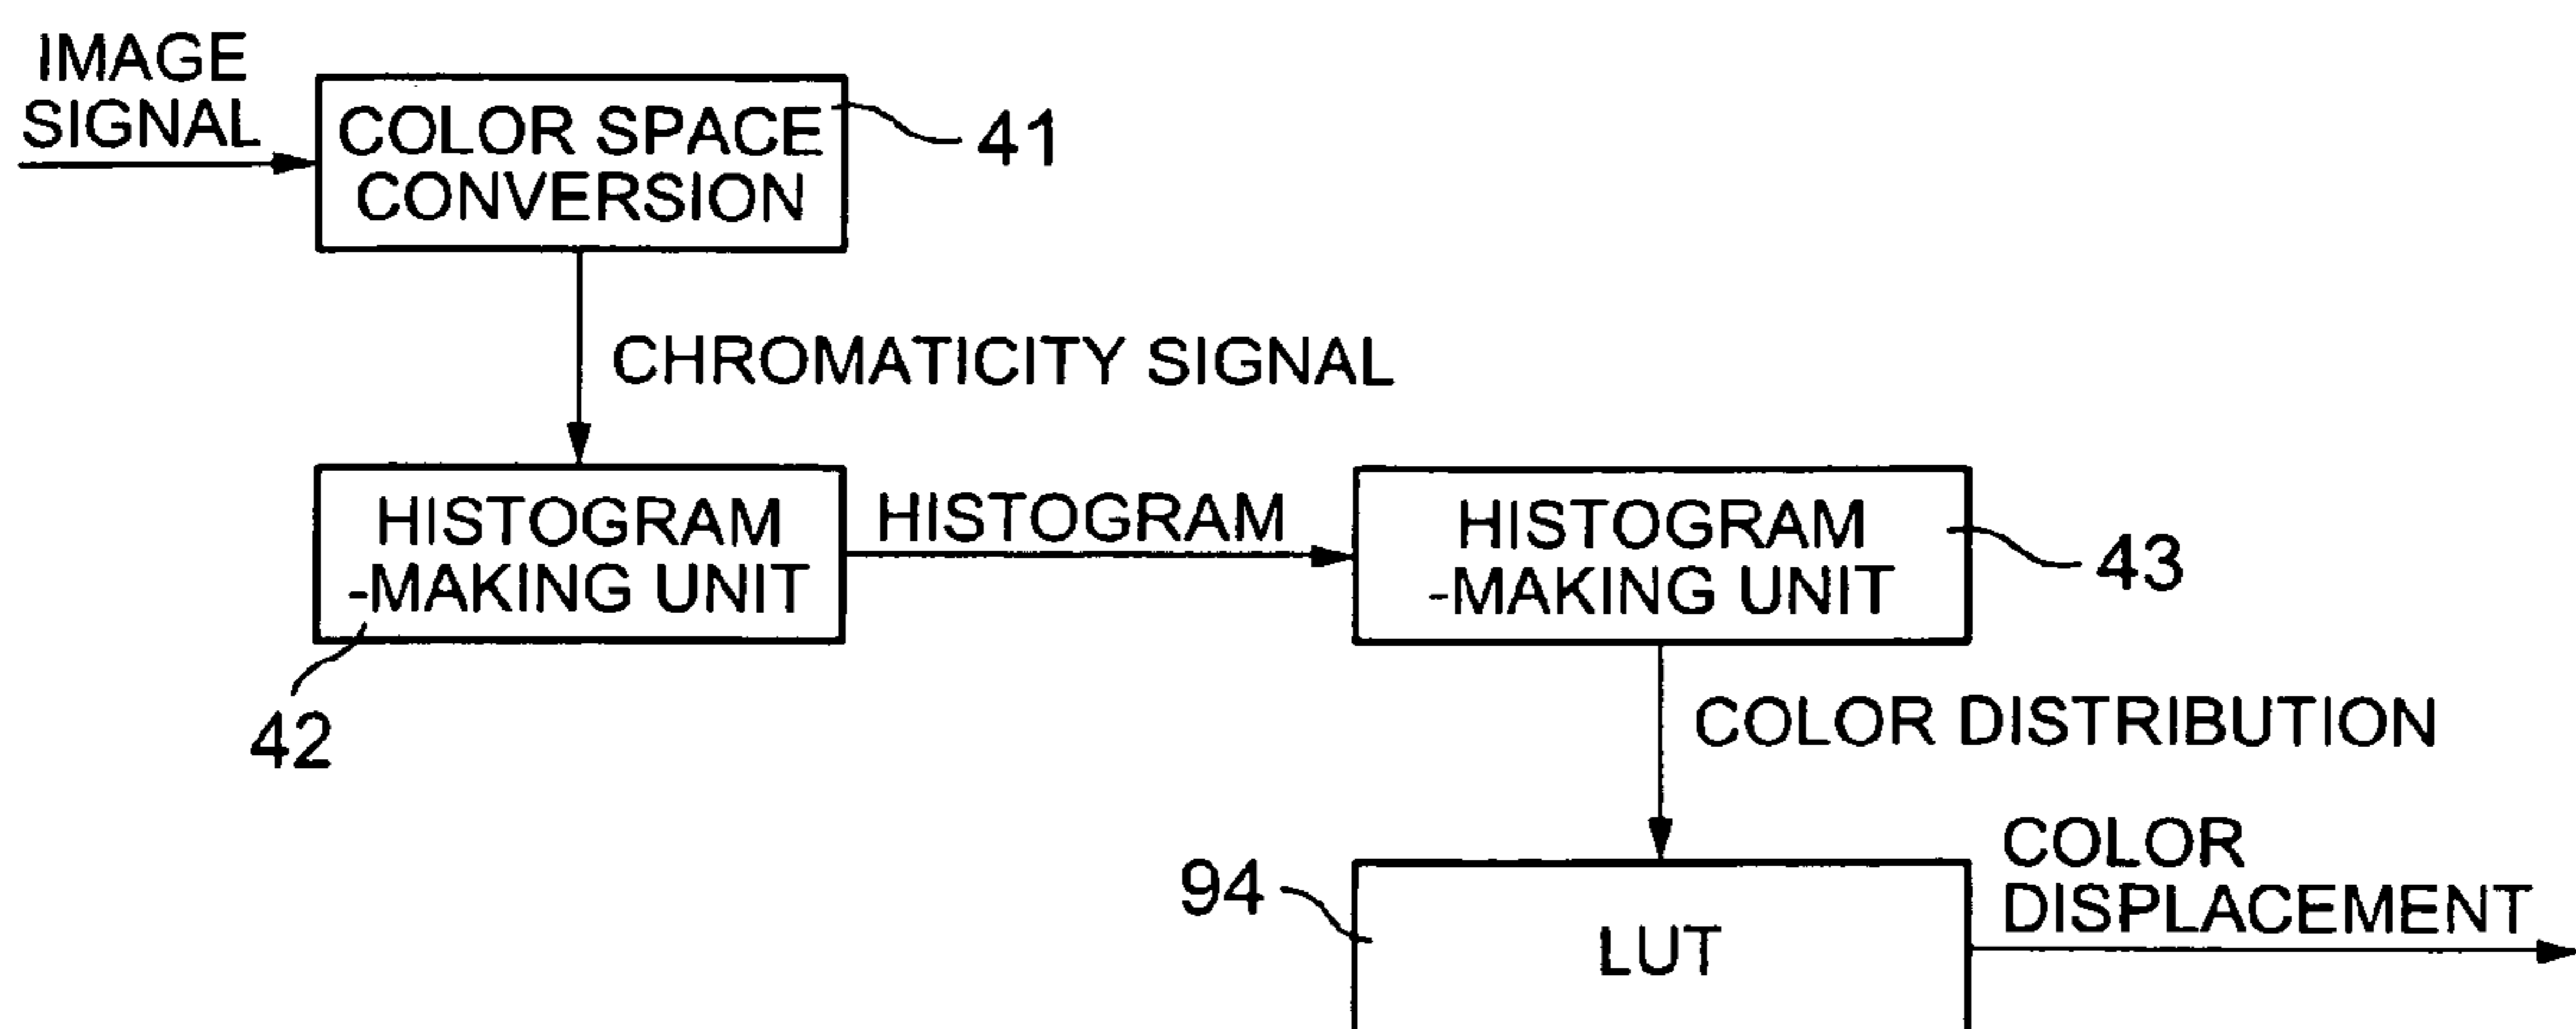 IMAGE
SIGNAL
COLOR SPACE
CONVERSION
41
CHROMATICITY SIGNAL
HISTOGRAM
-MAKING UNIT
42
HISTOGRAM
HISTOGRAM
-MAKING UNIT
43
COLOR DISTRIBUTION
94
LUT
COLOR
DISPLACEMENT